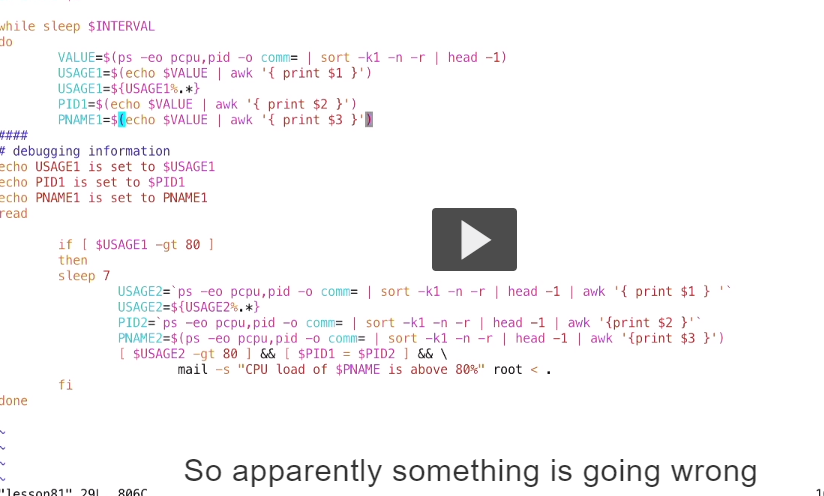 while sleep $INTERVAL
do
VALUE=$(ps -eo pcpu,pid -o comm= | sort -k1 -n -r | head -1)
USAGE1=$(echo $VALUE | awk '{ print $1 }')
USAGE1=${USAGE1%.*}
PID1=$(echo $VALUE | awk '{ print $2 }')
PNAME1=$(echo $VALUE | awk '{ print $3 }')
####
# debugging information
echo USAGE1 is set to $USAGE1
echo PID1 is set to $PID1
echo PNAME1 is set to PNAME1
read
if [ $USAGE1 -gt 80 ]
then
sleep 7
USAGE2=`ps -eo pcpu,pid -o comm= | sort -k1 -n -r | head -1 | awk '{ print $1 } '`
USAGE2=${USAGE2%.*}
PID2=`ps -eo pcpu,pid -o comm= | sort -k1 -n -r | head -1 | awk '{print $2 }'`
PNAME2=$(ps -eo pcpu,pid -o comm= | sort -k1 -n -r | head -1 | awk '{print $3 }')
[ $USAGE2 -gt 80 ] && [ $PID1 = $PID2 ] && \
mail -s "CPU load of $PNAME is above 80%" root < .
fi
done
~
~
~
~
So apparently something is going wrong
"lesson81" 29L, 806C